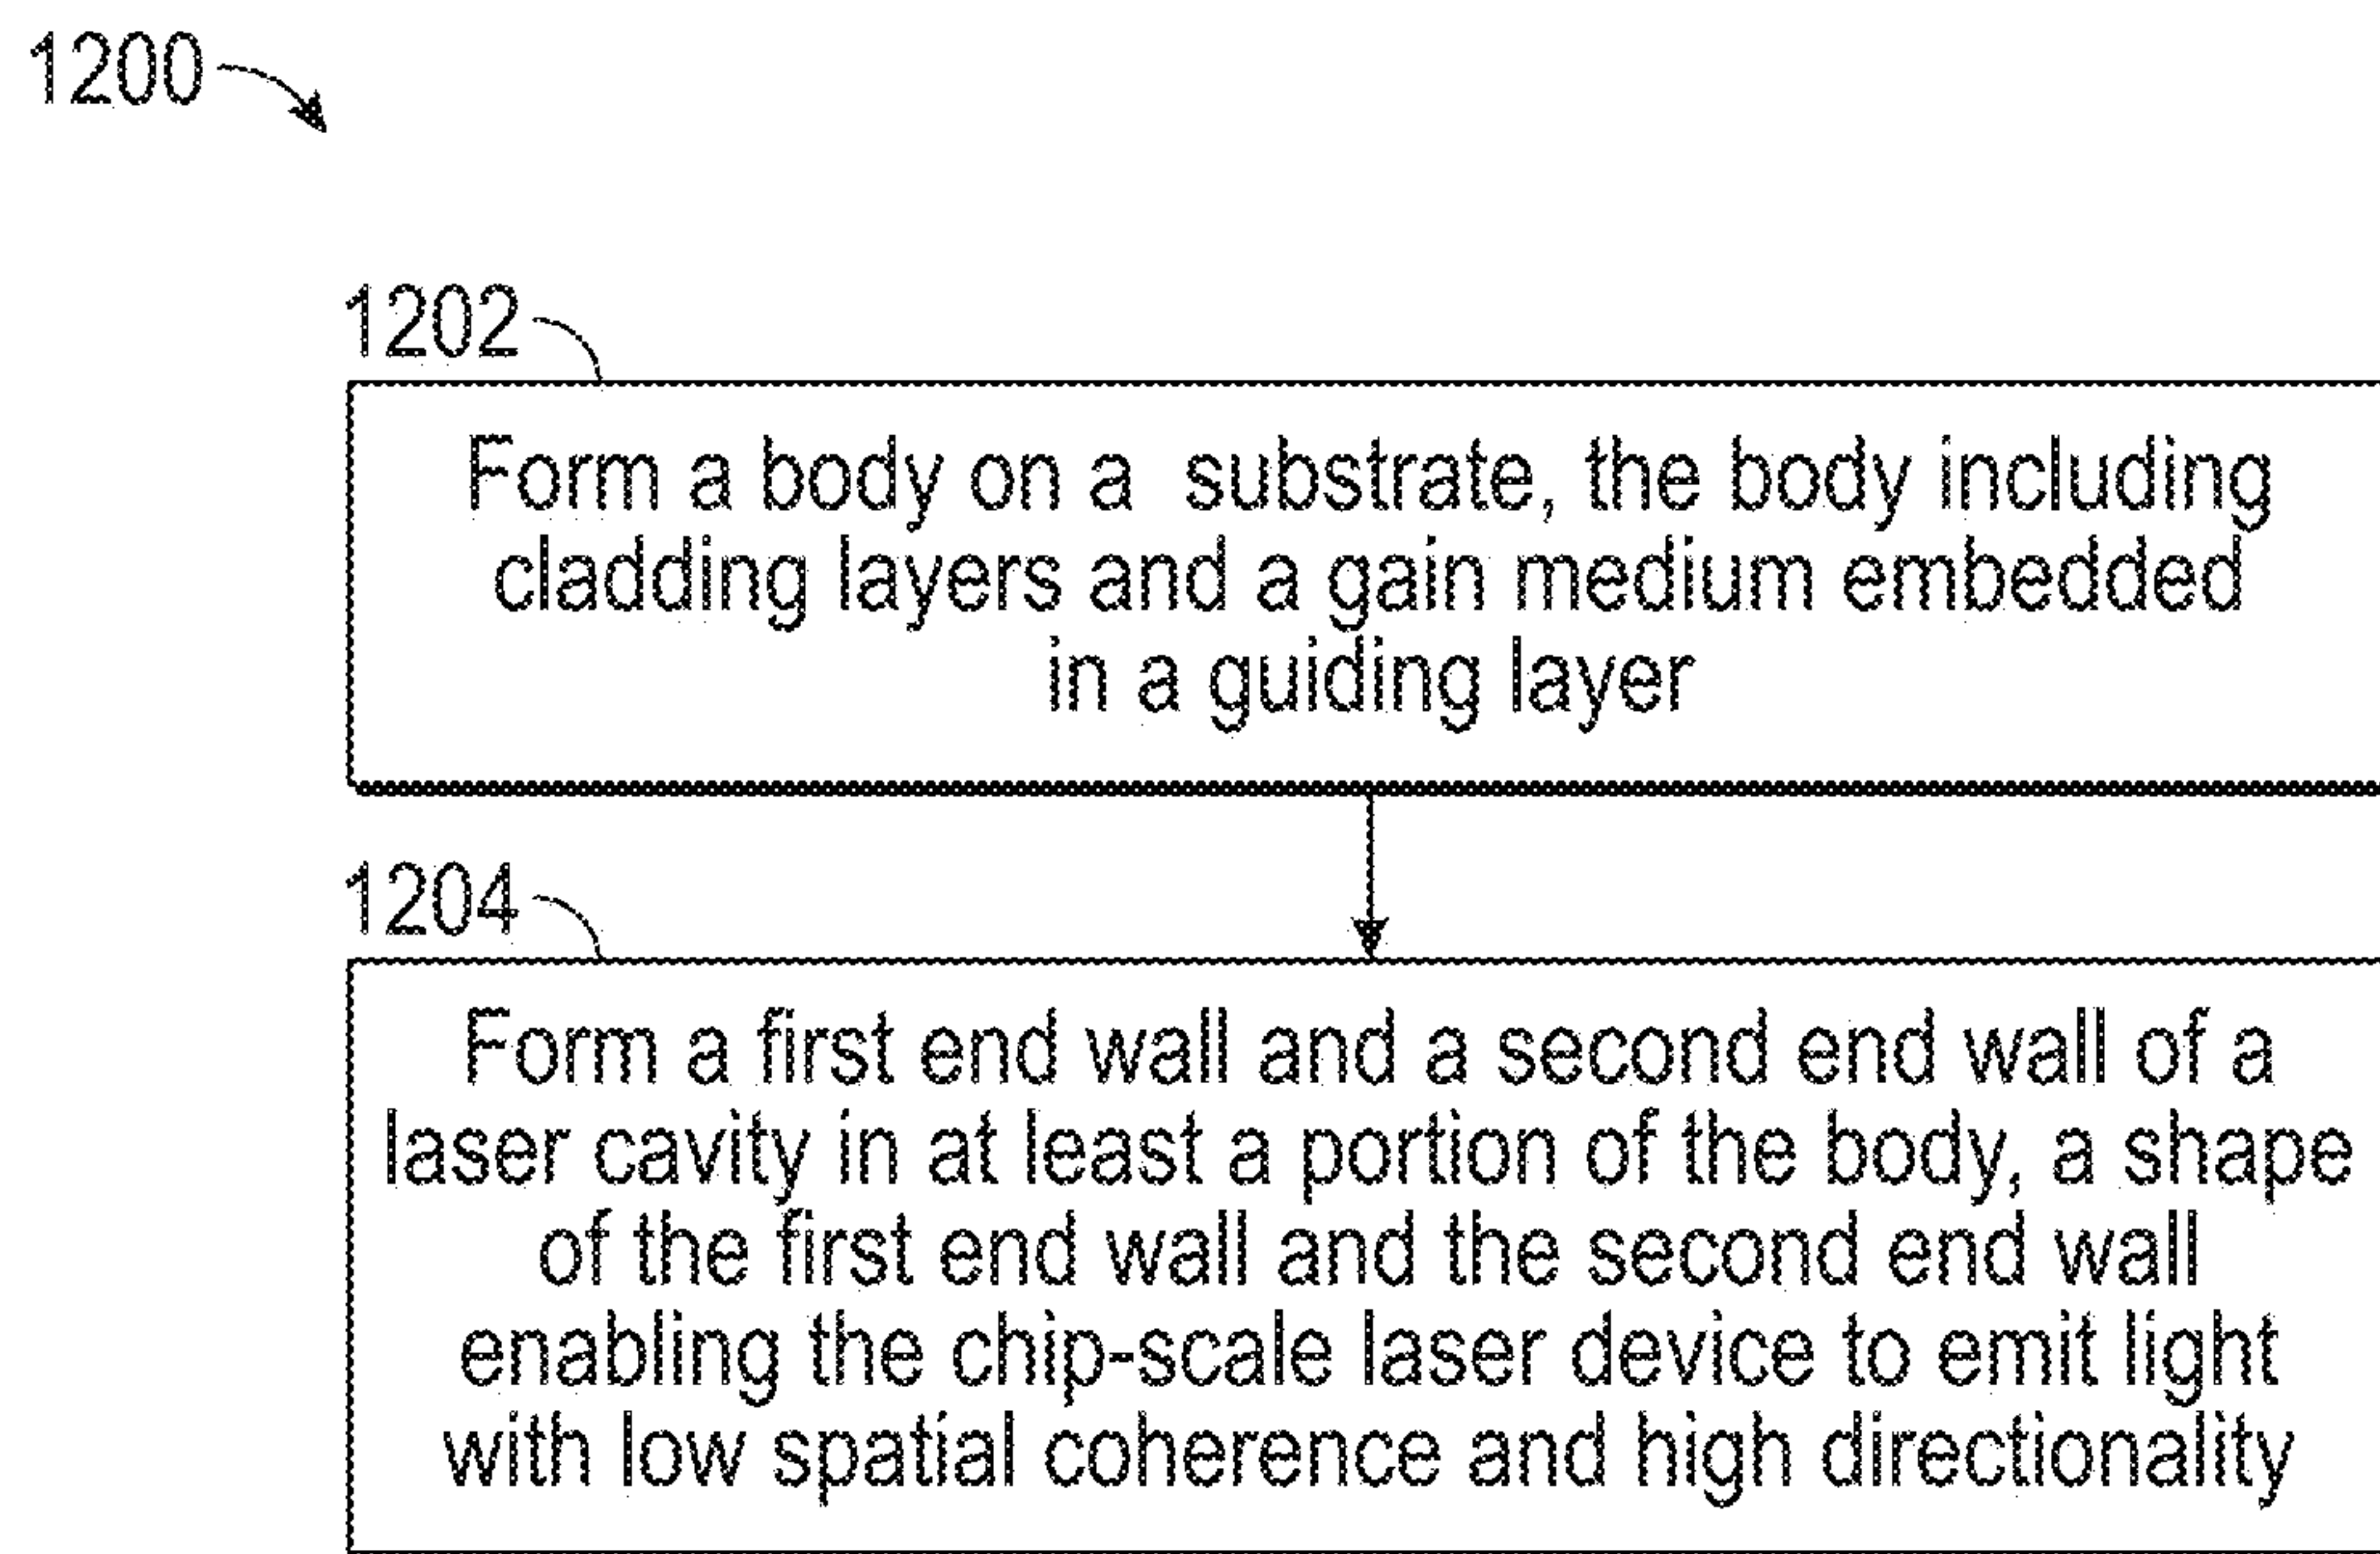 1200
1202
Form a body on a substrate, the body including
cladding layers and a gain medium embedded
in a guiding layer
1204
Form a first end wall and a second end wall of a
laser cavity in at least a portion of the body, a shape
of the first end wall and the second end wall
enabling the chip-scale laser device to emit light
with low spatial coherence and high directionality